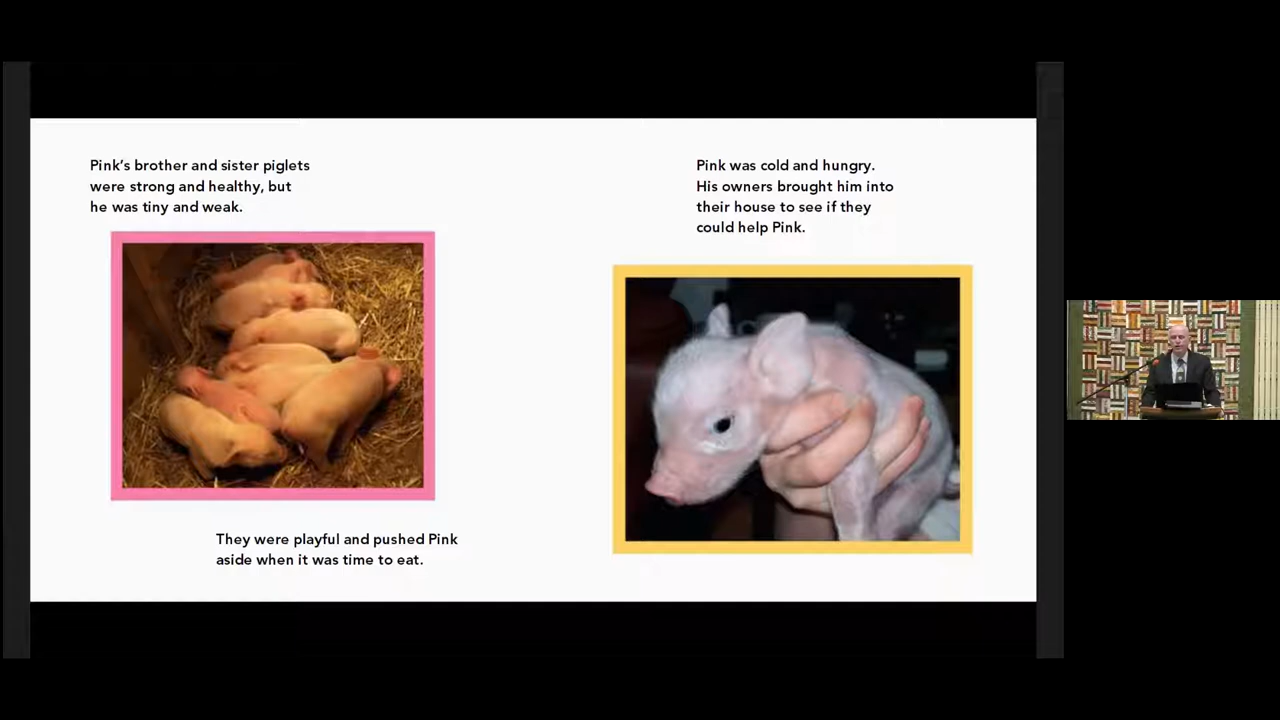 Pink’s brother and sister piglets
were strong and healthy, but
he was tiny and weak.
They were playful and pushed Pink
aside when it was time to eat.
Pink was cold and hungry.
His owners brought him into
their house to see if they
could help Pink.